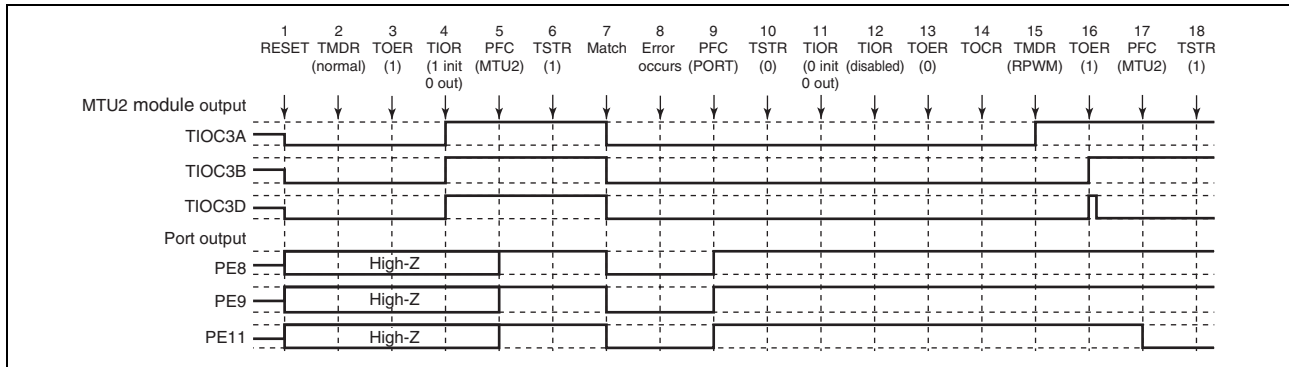 1 2 3 4 5 6 7 8 9 10 11 12 13 14 15 16 17 18
RESET TMDR TOER TIOR PFC TSTR Match Error PFC TSTR TIOR TIOR TOER TOCR TMDR TOER PFC TSTR
(normal) (1) (1 init (MTU2) (1) occurs (PORT) (0) (0 init (disabled) (0) (RPWM) (1) (MTU2) (1)
0 out) 0 out)
MTU2 module output
TIOC3A
TIOC3B
TIOC3D
Port output
PE8 High-Z
PE9 High-Z
PE11 High-Z